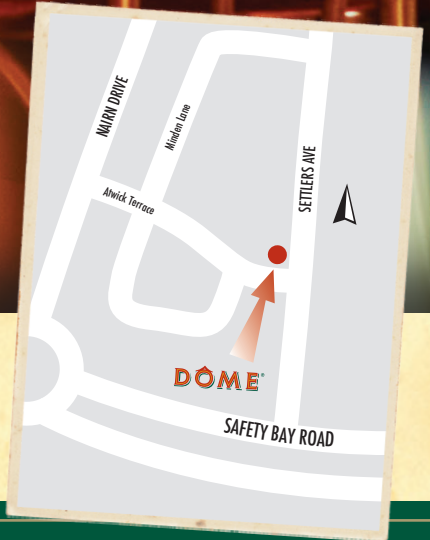 NAIRN DRIVE
Minden Lane
SETTLERS AVE
Atwick Terrace
DÔME®
SAFETY BAY ROAD